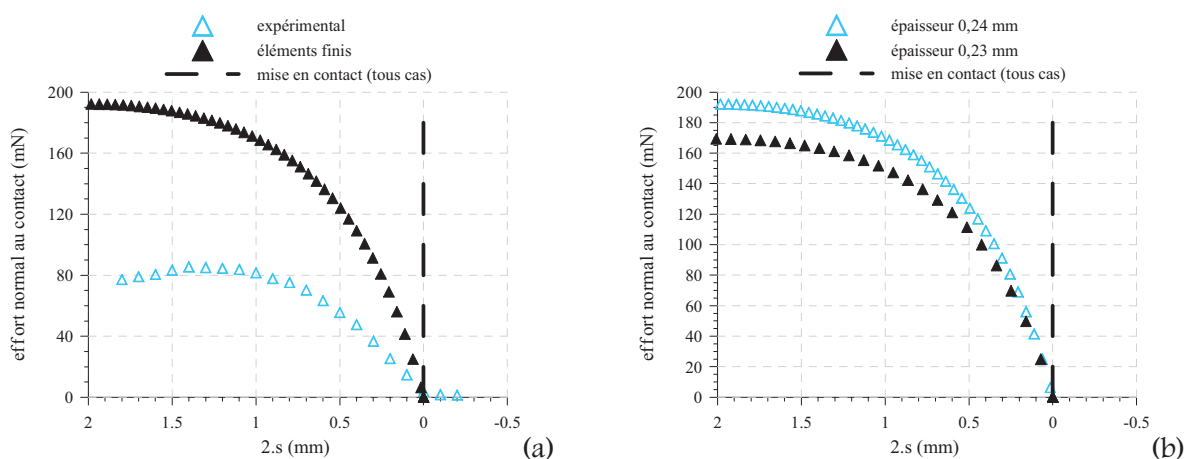 expérimental
éléments finis
mise en contact (tous cas)
200
160
120
80
40
0
effort normal au contact (mN)
2 1.5 1 0.5 0 -0.5
2.s (mm)
(a)
épaisseur 0,24 mm
épaisseur 0,23 mm
mise en contact (tous cas)
200
180
160
140
120
100
80
60
40
20
0
effort normal au contact (mN)
2 1.5 1 0.5 0 -0.5
2.s (mm)
(b)